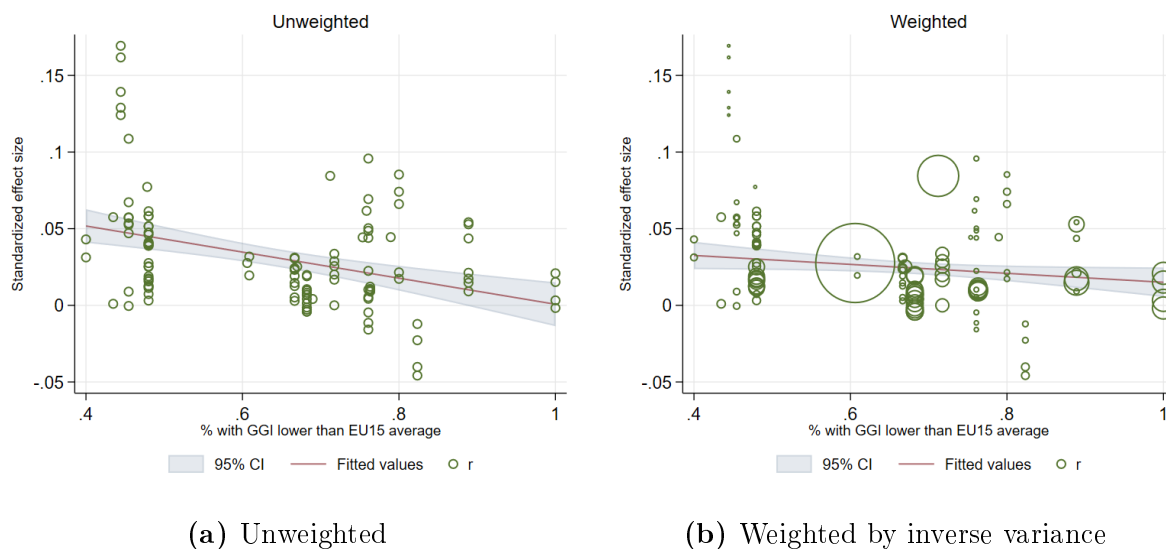 Unweighted
Standardized effect size
.15
.1
.05
0
-.05
.4 .6 .8 1
% with GGI lower than EU15 average
95% CI Fitted values r
(a) Unweighted
Weighted
Standardized effect size
.15
.1
.05
0
-.05
.4 .6 .8 1
% with GGI lower than EU15 average
95% CI Fitted values r
(b) Weighted by inverse variance